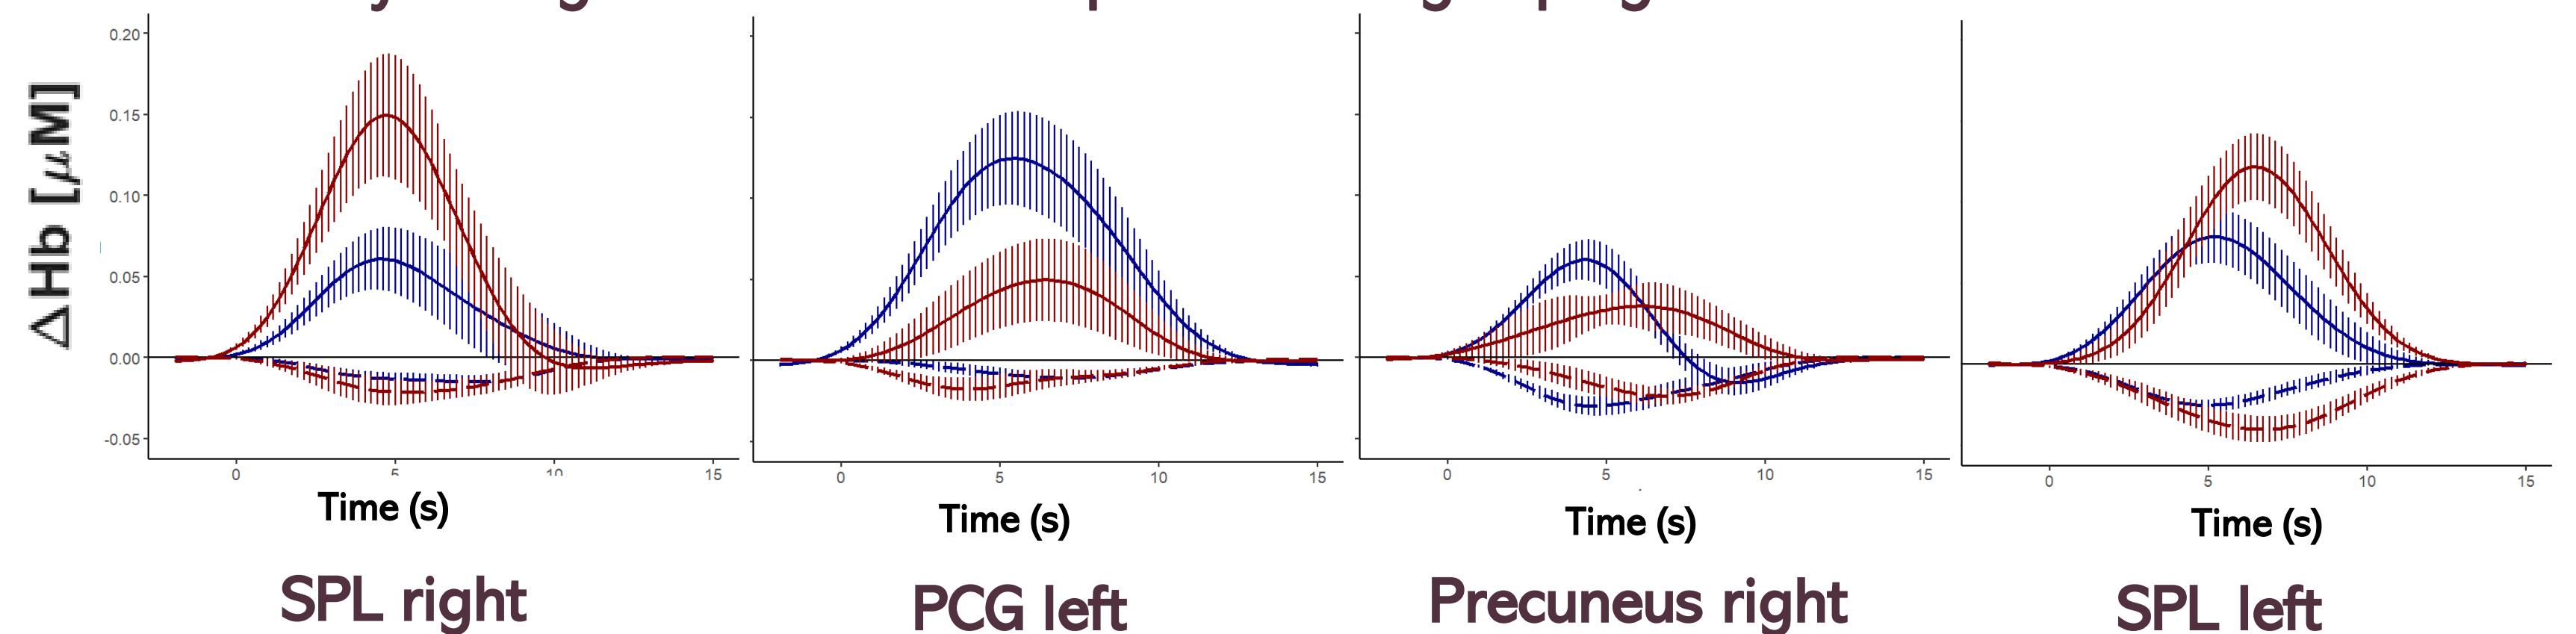 ΔHb [μM]
0.20
0.15
0.10
0.05
0.00
-0.05
0 5 10 15
0 5 10 15
0 5 10 15
0 5 10 15
Time (s)
Time (s)
Time (s)
Time (s)
SPL right
PCG left
Precuneus right
SPL left